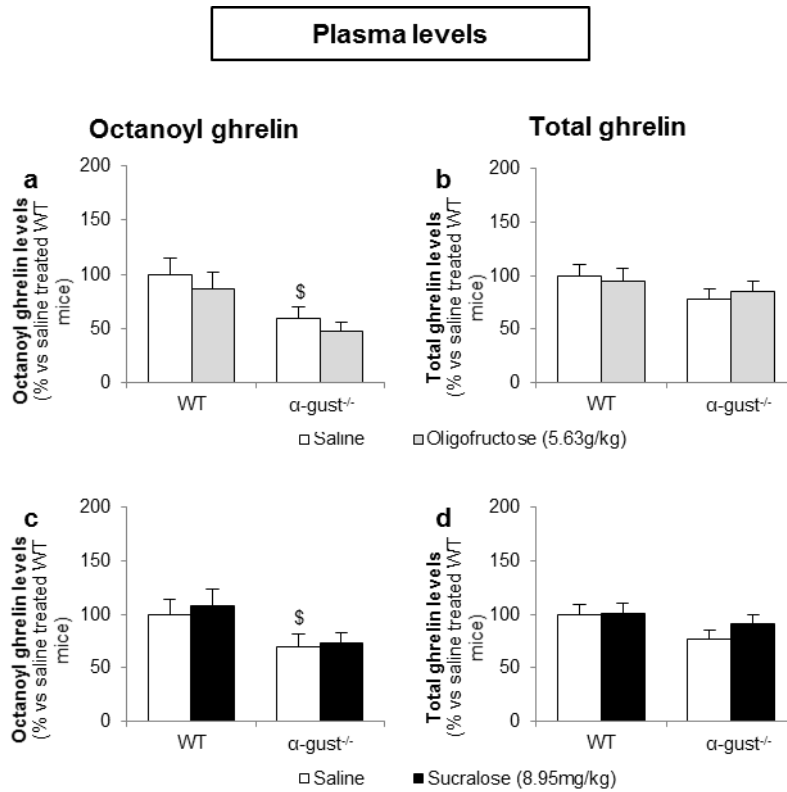 Plasma levels
Octanoyl ghrelin
Total ghrelin
a
Octanoyl ghrelin levels
(% vs saline treated WT
mice)
200
150
100
50
0
$
WT
α-gust-/-
b
Total ghrelin levels
(% vs saline treated WT
mice)
200
150
100
50
0
WT
α-gust-/-
Saline
Oligofructose (5.63g/kg)
c
Octanoyl ghrelin levels
(% vs saline treated WT
mice)
200
150
100
50
0
$
WT
α-gust-/-
d
Total ghrelin levels
(% vs saline treated WT
mice)
200
150
100
50
0
WT
α-gust-/-
Saline
Sucralose (8.95mg/kg)